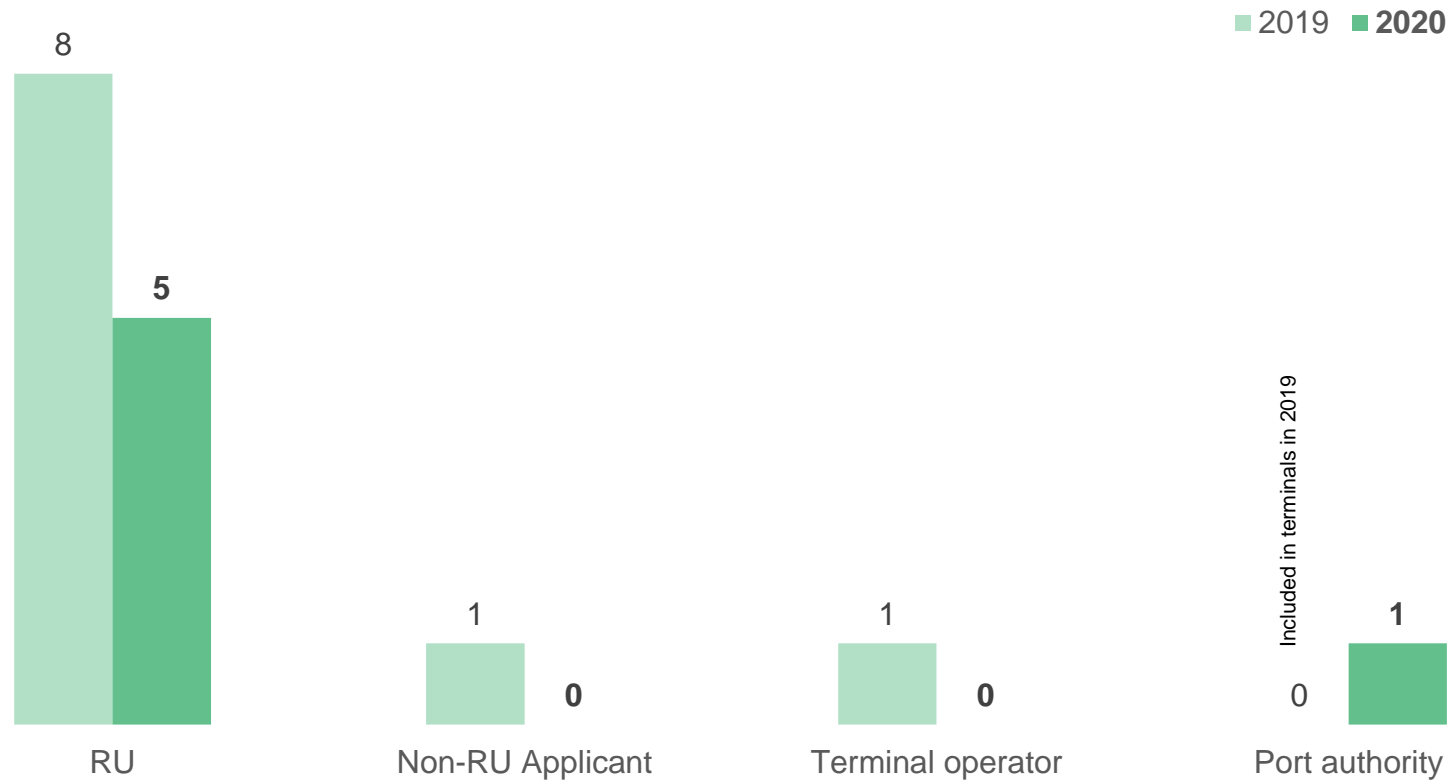 2019 2020
8
5
1
0
1
0
Included in terminals in 2019
0
1
RU
Non-RU Applicant
Terminal operator
Port authority